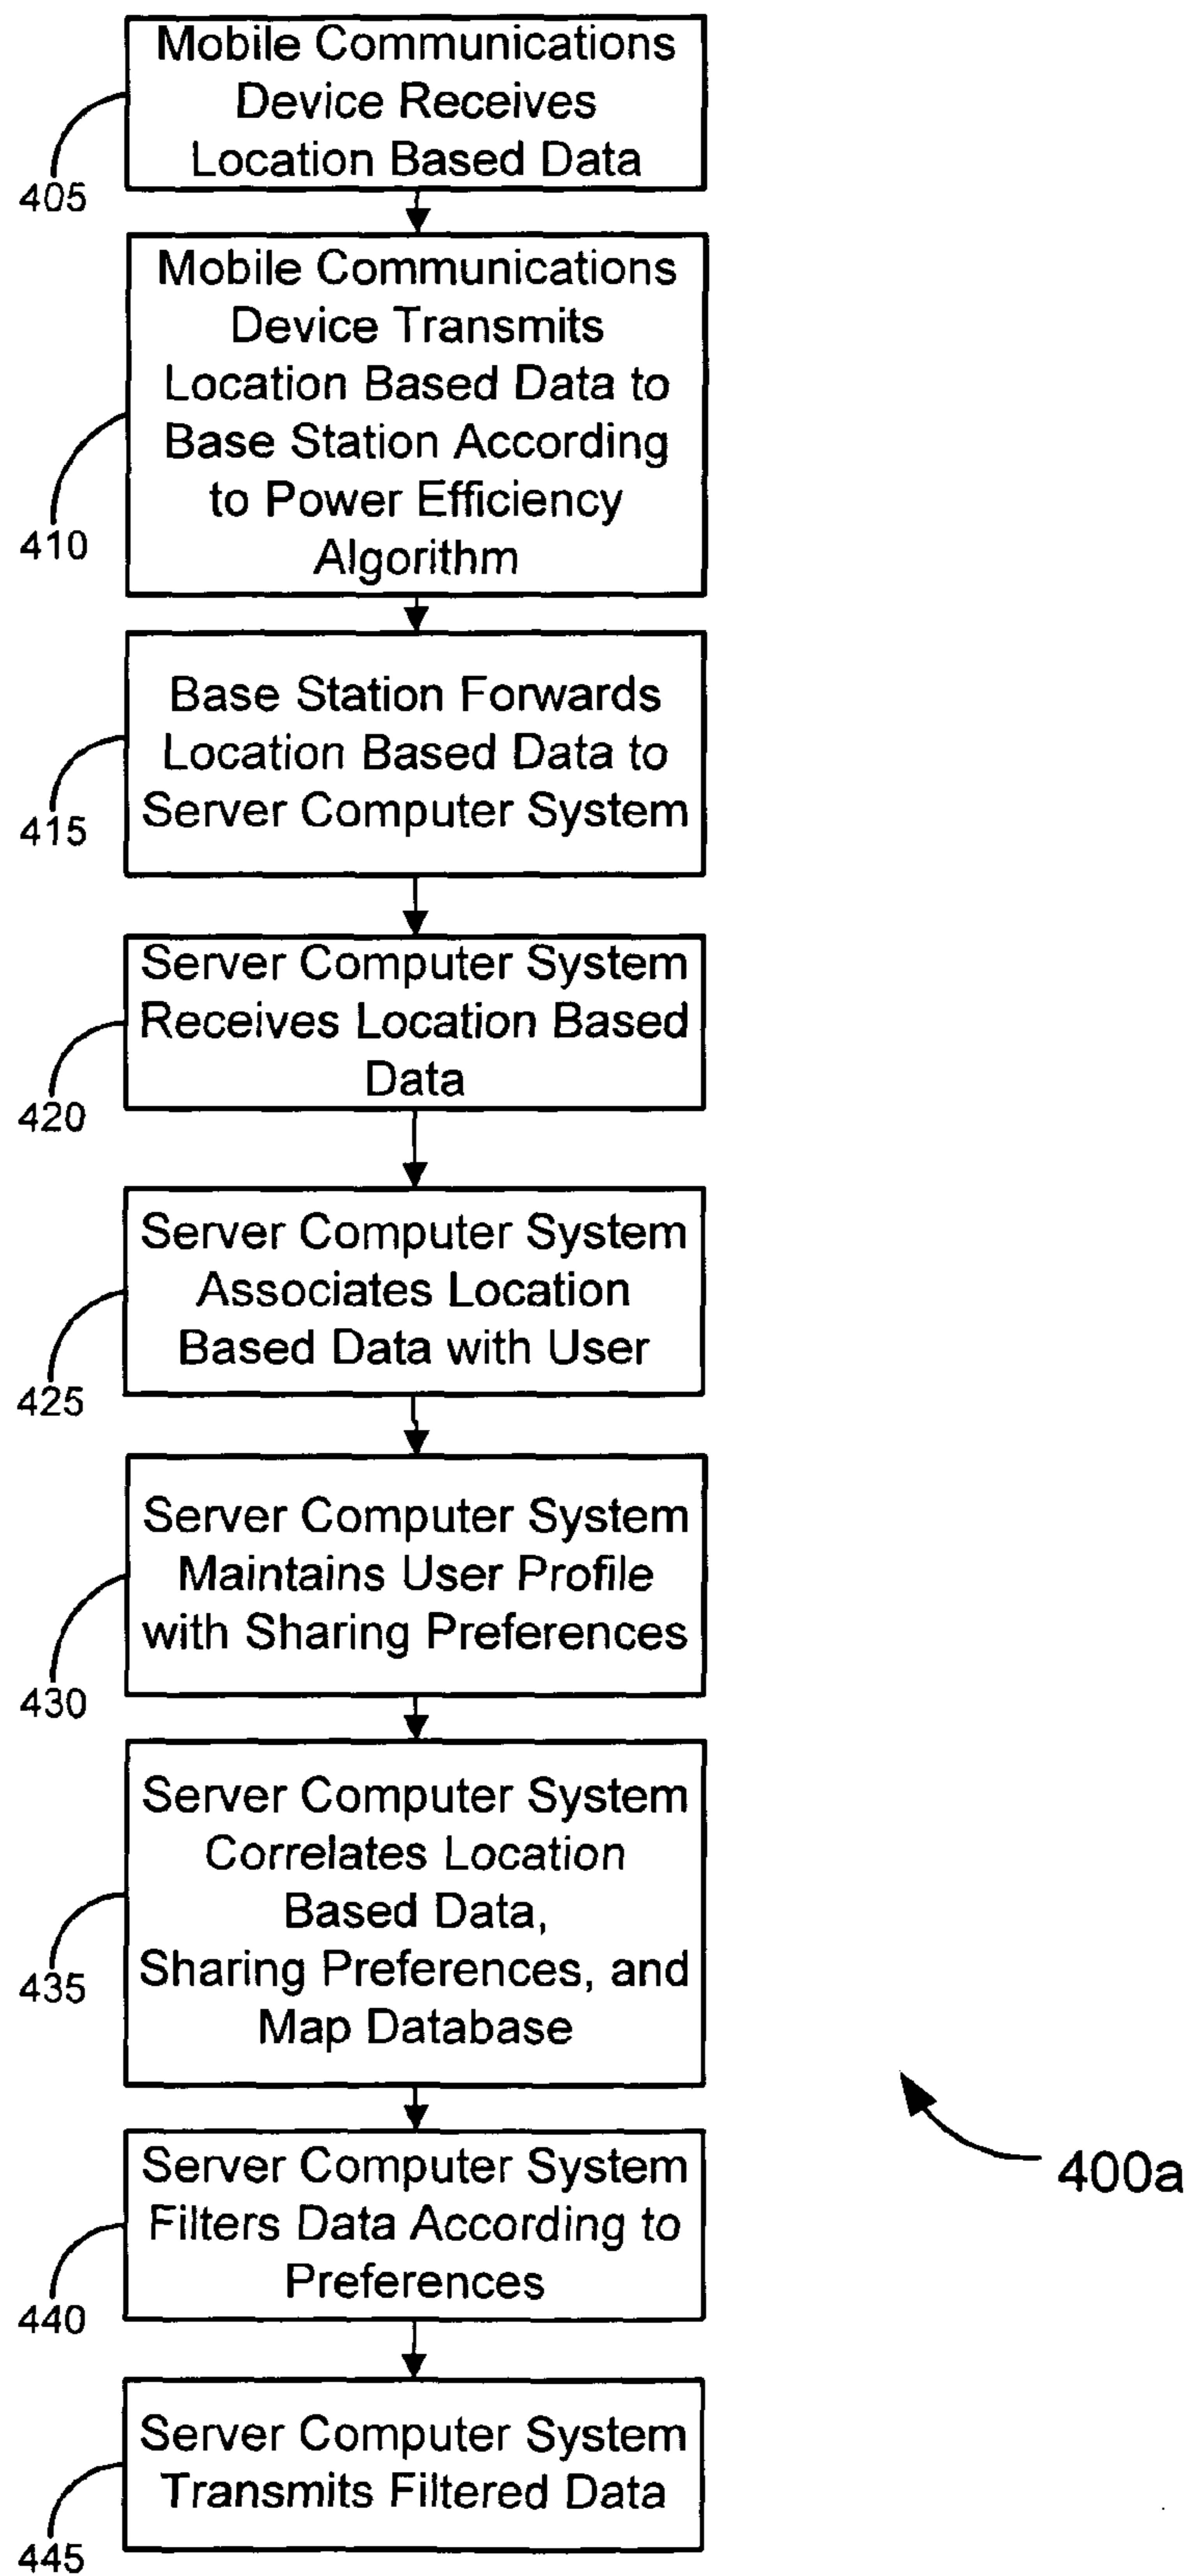 Mobile Communications
Device Receives
Location Based Data
405
Mobile Communications
Device Transmits
Location Based Data to
Base Station According
to Power Efficiency
Algorithm
410
Base Station Forwards
Location Based Data to
Server Computer System
415
Server Computer System
Receives Location Based
Data
420
Server Computer System
Associates Location
Based Data with User
425
Server Computer System
Maintains User Profile
with Sharing Preferences
430
Server Computer System
Correlates Location
Based Data,
Sharing Preferences, and
Map Database
435
400a
Server Computer System
Filters Data According to
Preferences
440
Server Computer System
Transmits Filtered Data
445